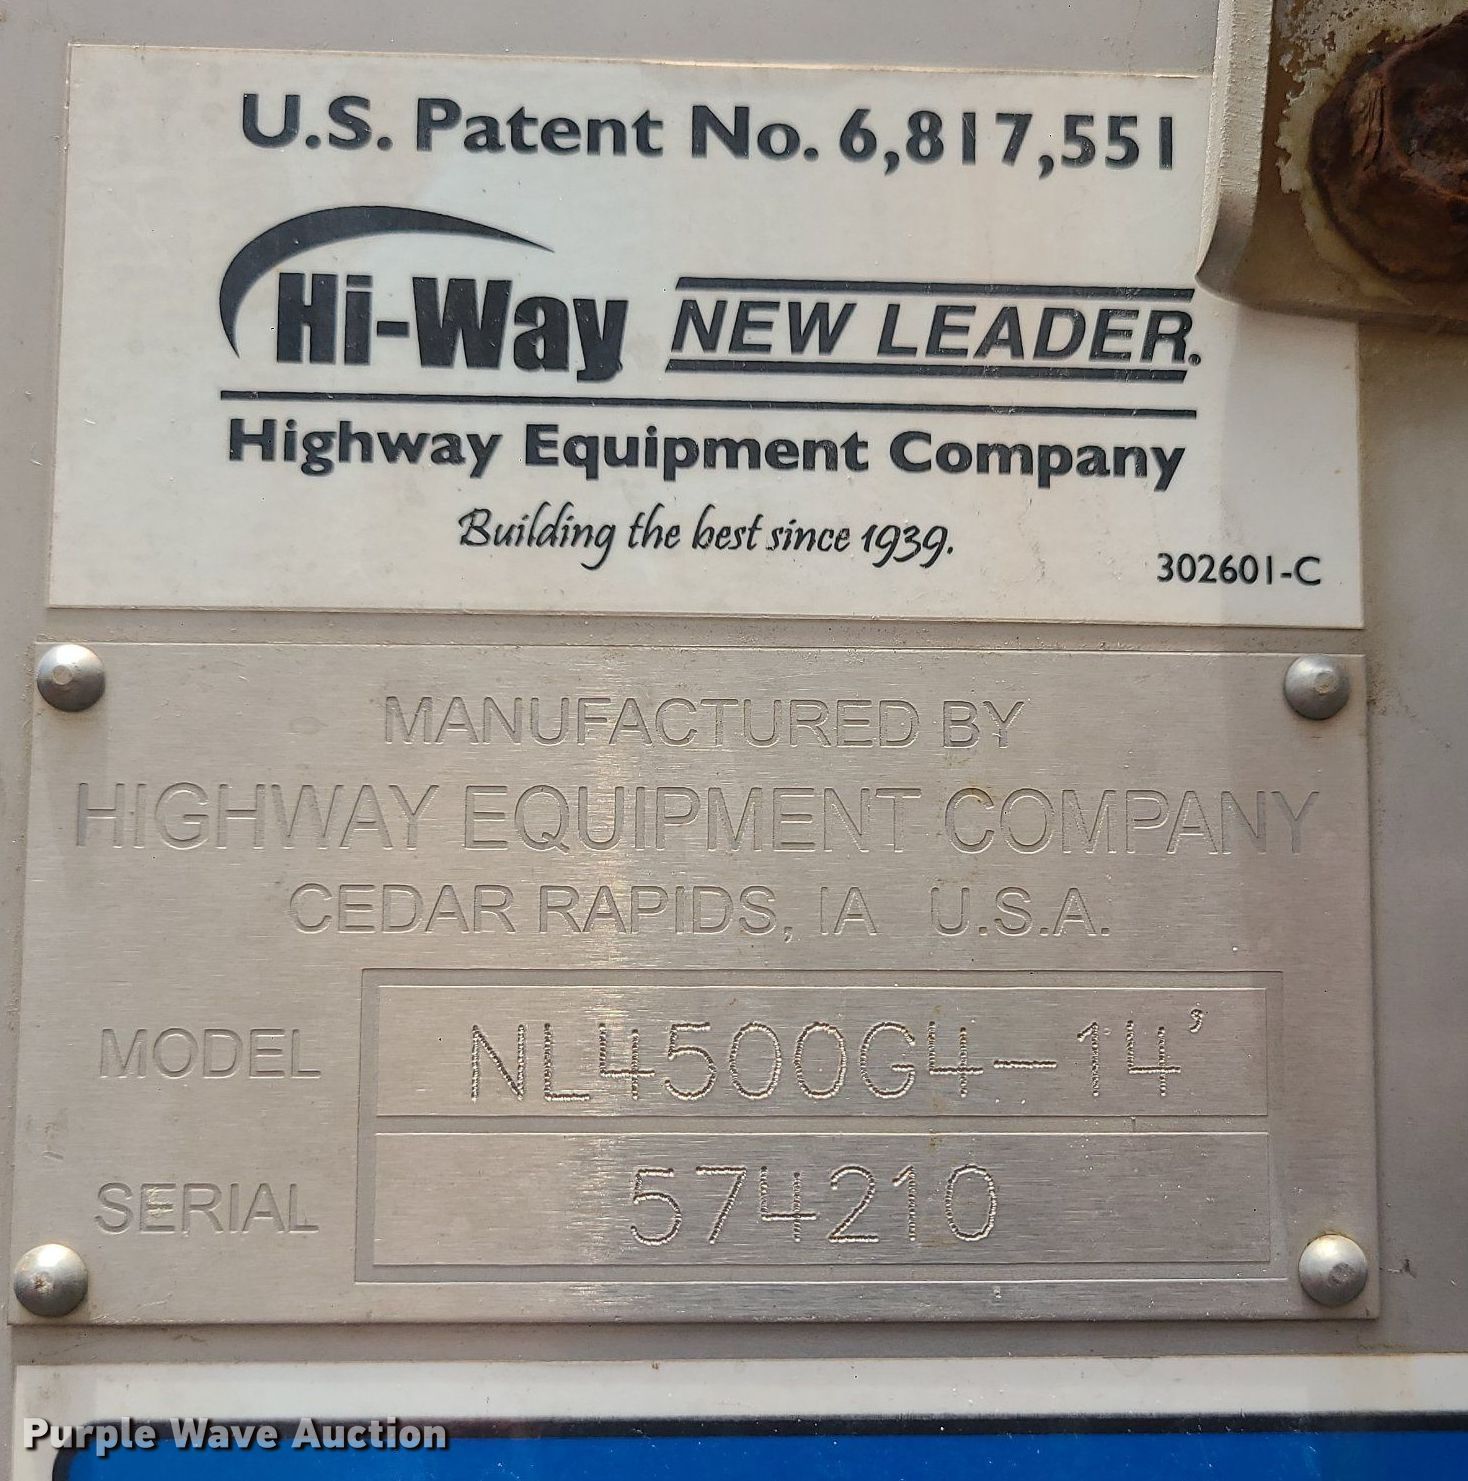 U.S. Patent No. 6,817,551
Hi-Way NEW LEADER®
Highway Equipment Company
Building the best since 1939.
302601-C
MANUFACTURED BY
HIGHWAY EQUIPMENT COMPANY
CEDAR RAPIDS, IA U.S.A.
MODEL NL4500G4-14'
SERIAL 574210
Purple Wave Auction